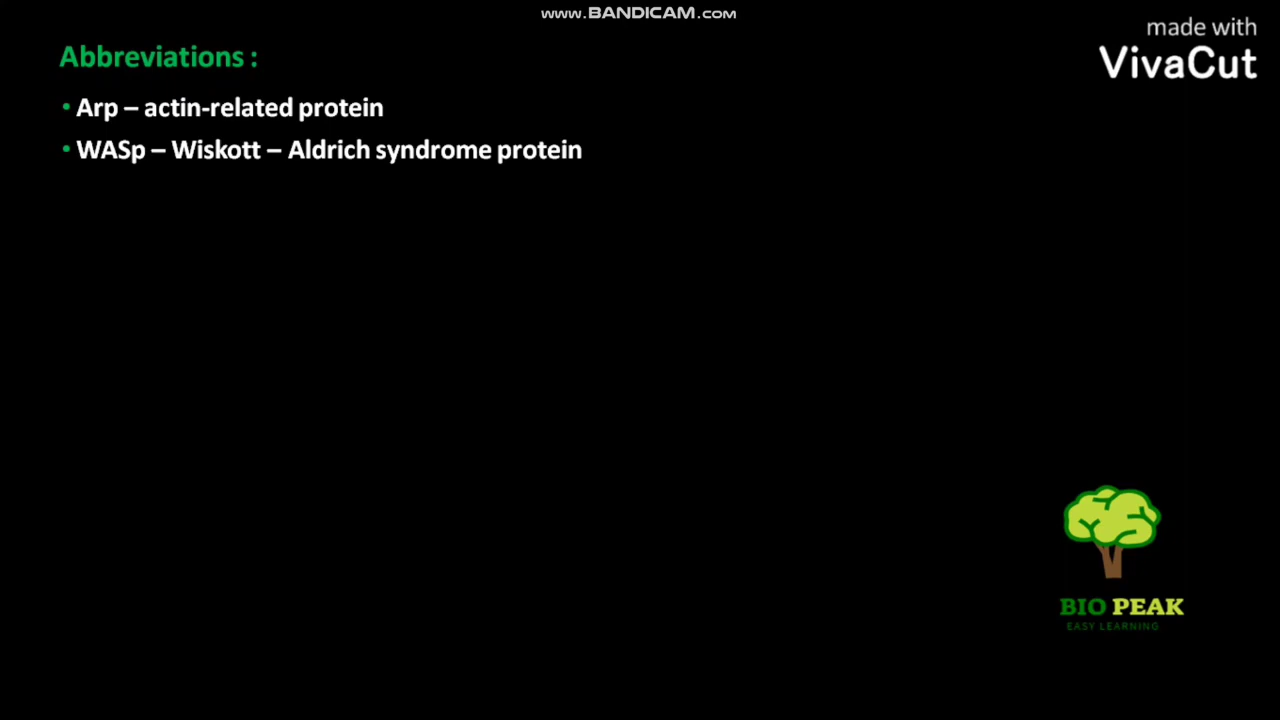 www.BANDICAM.com
made with
VivaCut
Abbreviations :
• Arp – actin-related protein
• WASp – Wiskott – Aldrich syndrome protein
BIO PEAK
EASY LEARNING